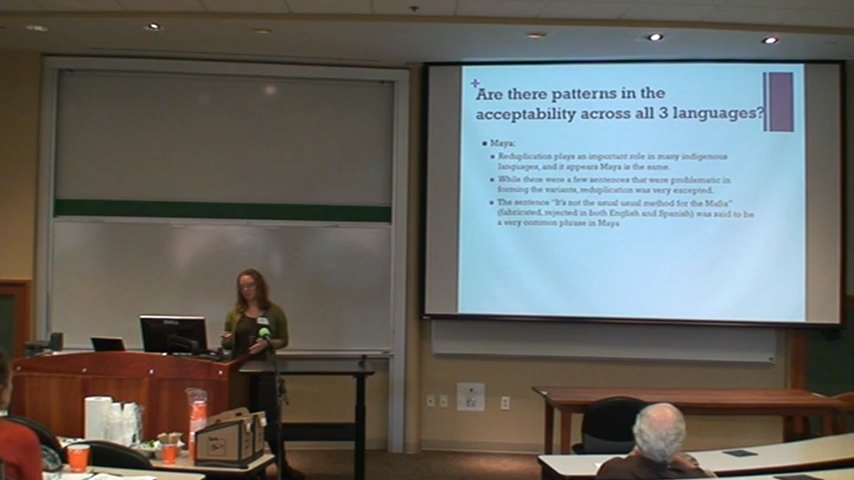 Are there patterns in the
acceptability across all 3 languages?
Maya:
Reduplication plays an important role in many indigenous
languages, and it appears Maya is the same.
While there were a few sentences that were problematic in
forming the variants, reduplication was very excepted.
The sentence "It's not the usual usual method for the Mafia"
(fabricated, rejected in both English and Spanish) was said to be
a very common phrase in Maya